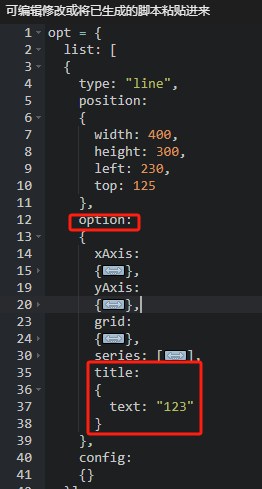 可编辑修改或将已生成的脚本粘贴进来
1 opt = {
2 list: [
3 {
4 type: "line",
5 position:
6 {
7 width: 400,
8 height: 300,
9 left: 230,
10 top: 125
11 },
12 option:
13 {
14 xAxis:
15 {},
19 yAxis:
20 {},
23 grid:
24 {},
30 series: [],
35 title:
36 {
37 text: "123"
38 }
39 },
40 config:
41 {}